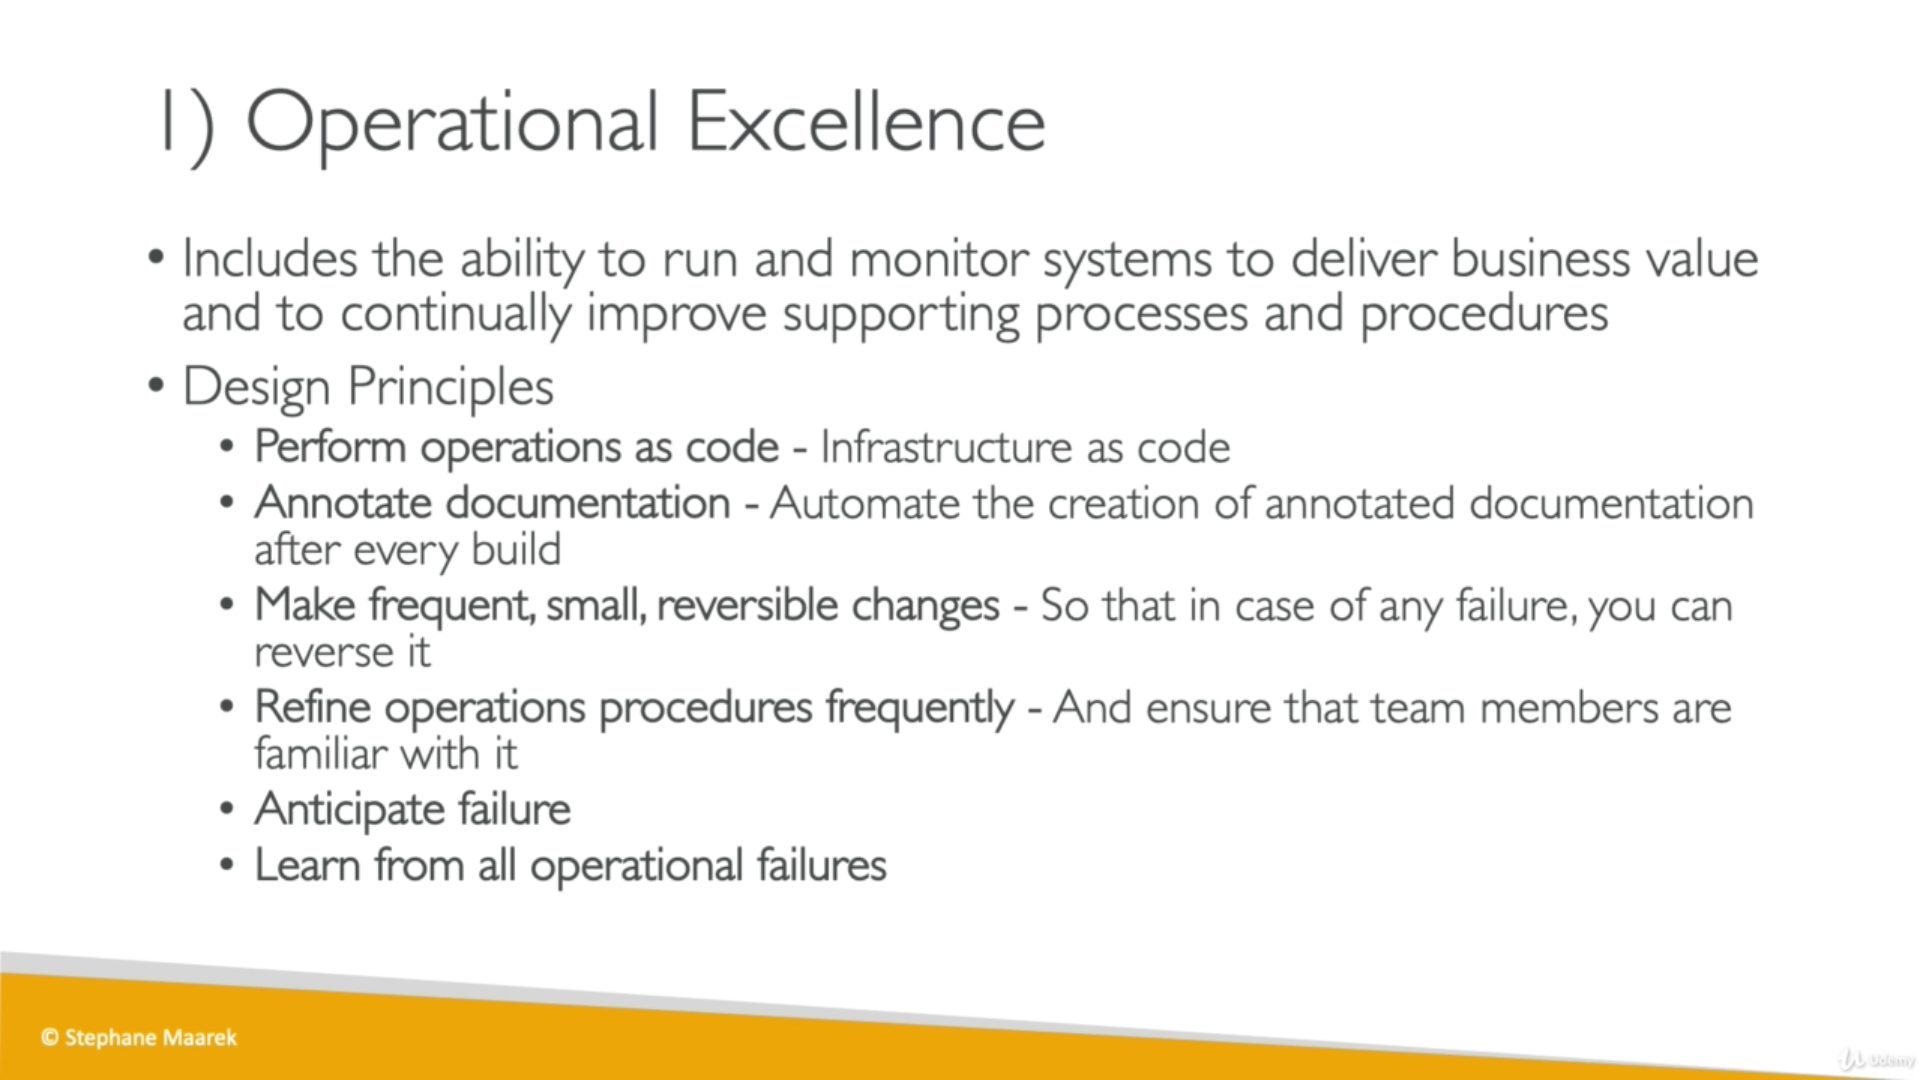 1) Operational Excellence
• Includes the ability to run and monitor systems to deliver business value
and to continually improve supporting processes and procedures
• Design Principles
• Perform operations as code - Infrastructure as code
• Annotate documentation - Automate the creation of annotated documentation
after every build
• Make frequent, small, reversible changes - So that in case of any failure, you can
reverse it
• Refine operations procedures frequently - And ensure that team members are
familiar with it
• Anticipate failure
• Learn from all operational failures
© Stephane Maarek
Udemy